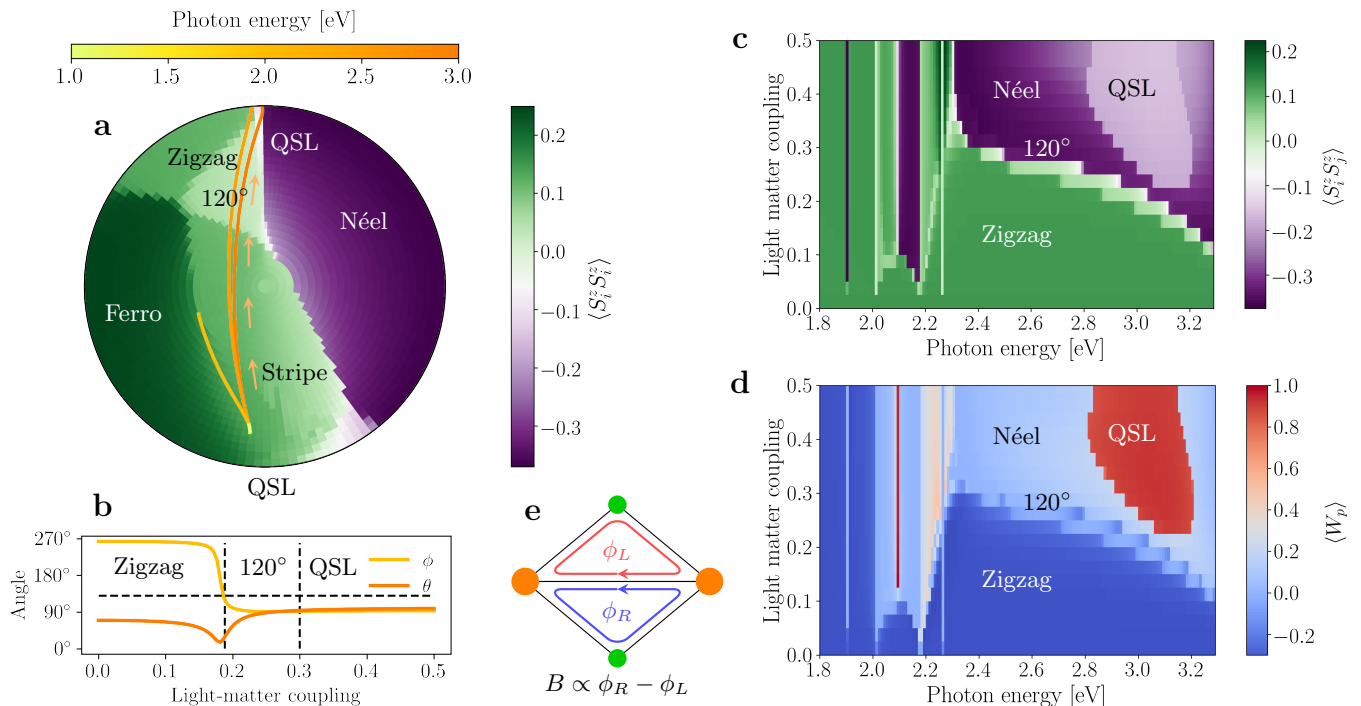 Photon energy [eV]
1.0 1.5 2.0 2.5 3.0
a
QSL
Zigzag
120°
Néel
Ferro
Stripe
QSL
0.2
0.1
0.0
−0.1
−0.2
−0.3
⟨S_i^z S_i^z⟩
b
Angle
270°
180°
90°
0°
Zigzag 120° QSL
ϕ
θ
0.0 0.1 0.2 0.3 0.4 0.5
Light-matter coupling
e
ϕ_L
ϕ_R
B ∝ ϕ_R − ϕ_L
c
Light matter coupling
0.5
0.4
0.3
0.2
0.1
0.0
Néel
QSL
120°
Zigzag
1.8 2.0 2.2 2.4 2.6 2.8 3.0 3.2
Photon energy [eV]
0.2
0.1
0.0
−0.1
−0.2
−0.3
⟨S_i^z S_j^z⟩
d
Light matter coupling
0.5
0.4
0.3
0.2
0.1
0.0
Néel
QSL
120°
Zigzag
1.8 2.0 2.2 2.4 2.6 2.8 3.0 3.2
Photon energy [eV]
1.0
0.8
0.6
0.4
0.2
0.0
−0.2
⟨W_p⟩